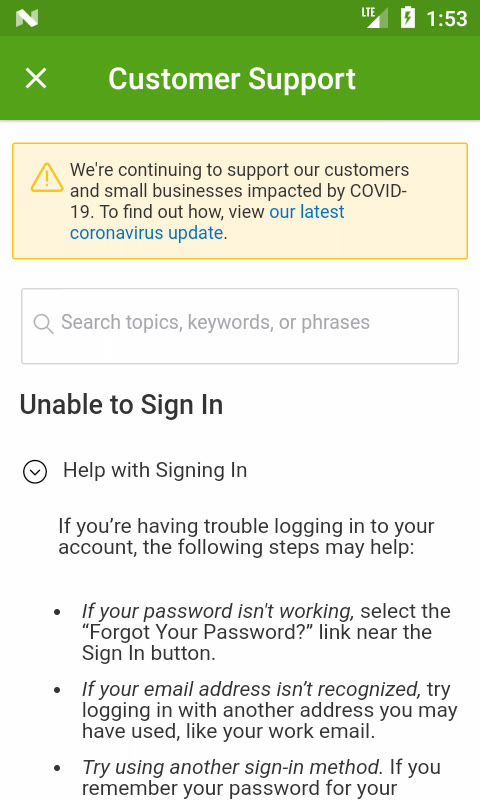 LTE 1:53
Customer Support
We're continuing to support our customers
and small businesses impacted by COVID-
19. To find out how, view our latest
coronavirus update.
Search topics, keywords, or phrases
Unable to Sign In
Help with Signing In
If you’re having trouble logging in to your
account, the following steps may help:
• If your password isn't working, select the
“Forgot Your Password?” link near the
Sign In button.
• If your email address isn’t recognized, try
logging in with another address you may
have used, like your work email.
• Try using another sign-in method. If you
remember your password for your